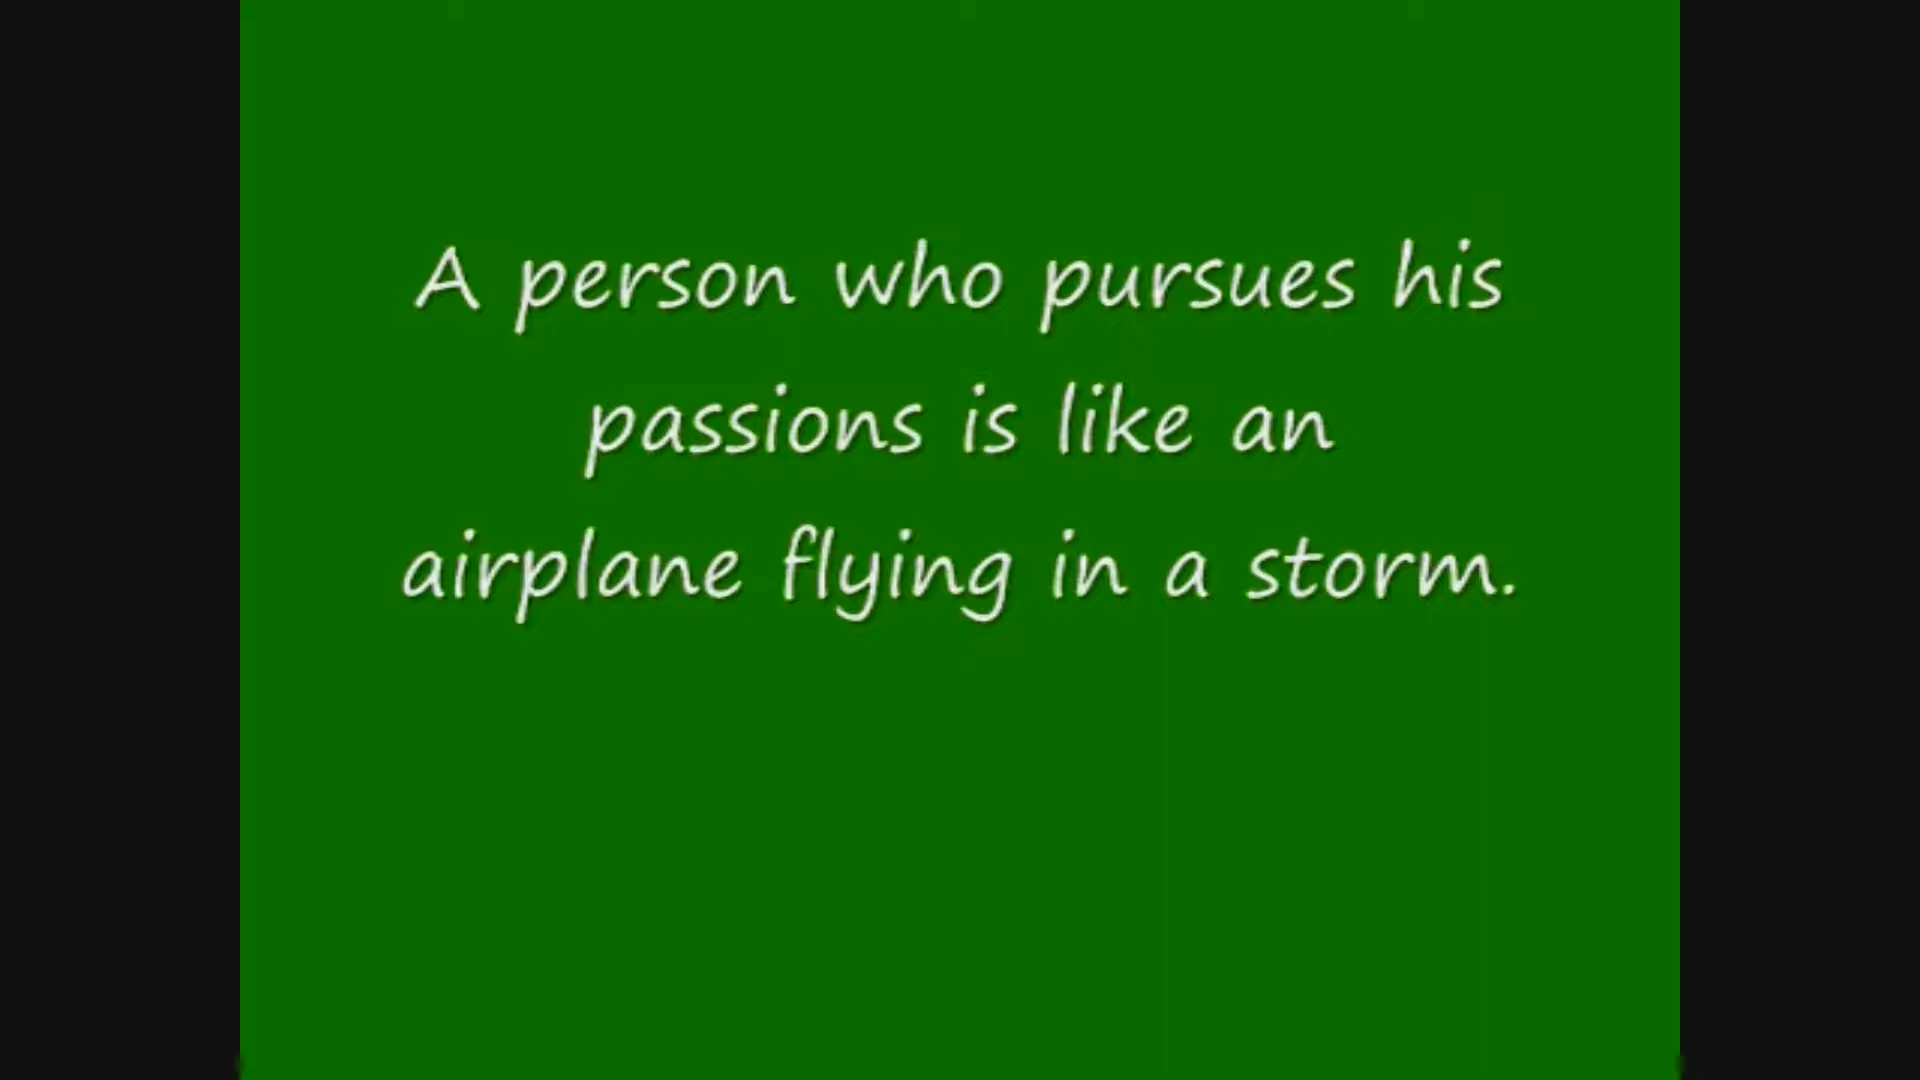 A person who pursues his
passions is like an
airplane flying in a storm.